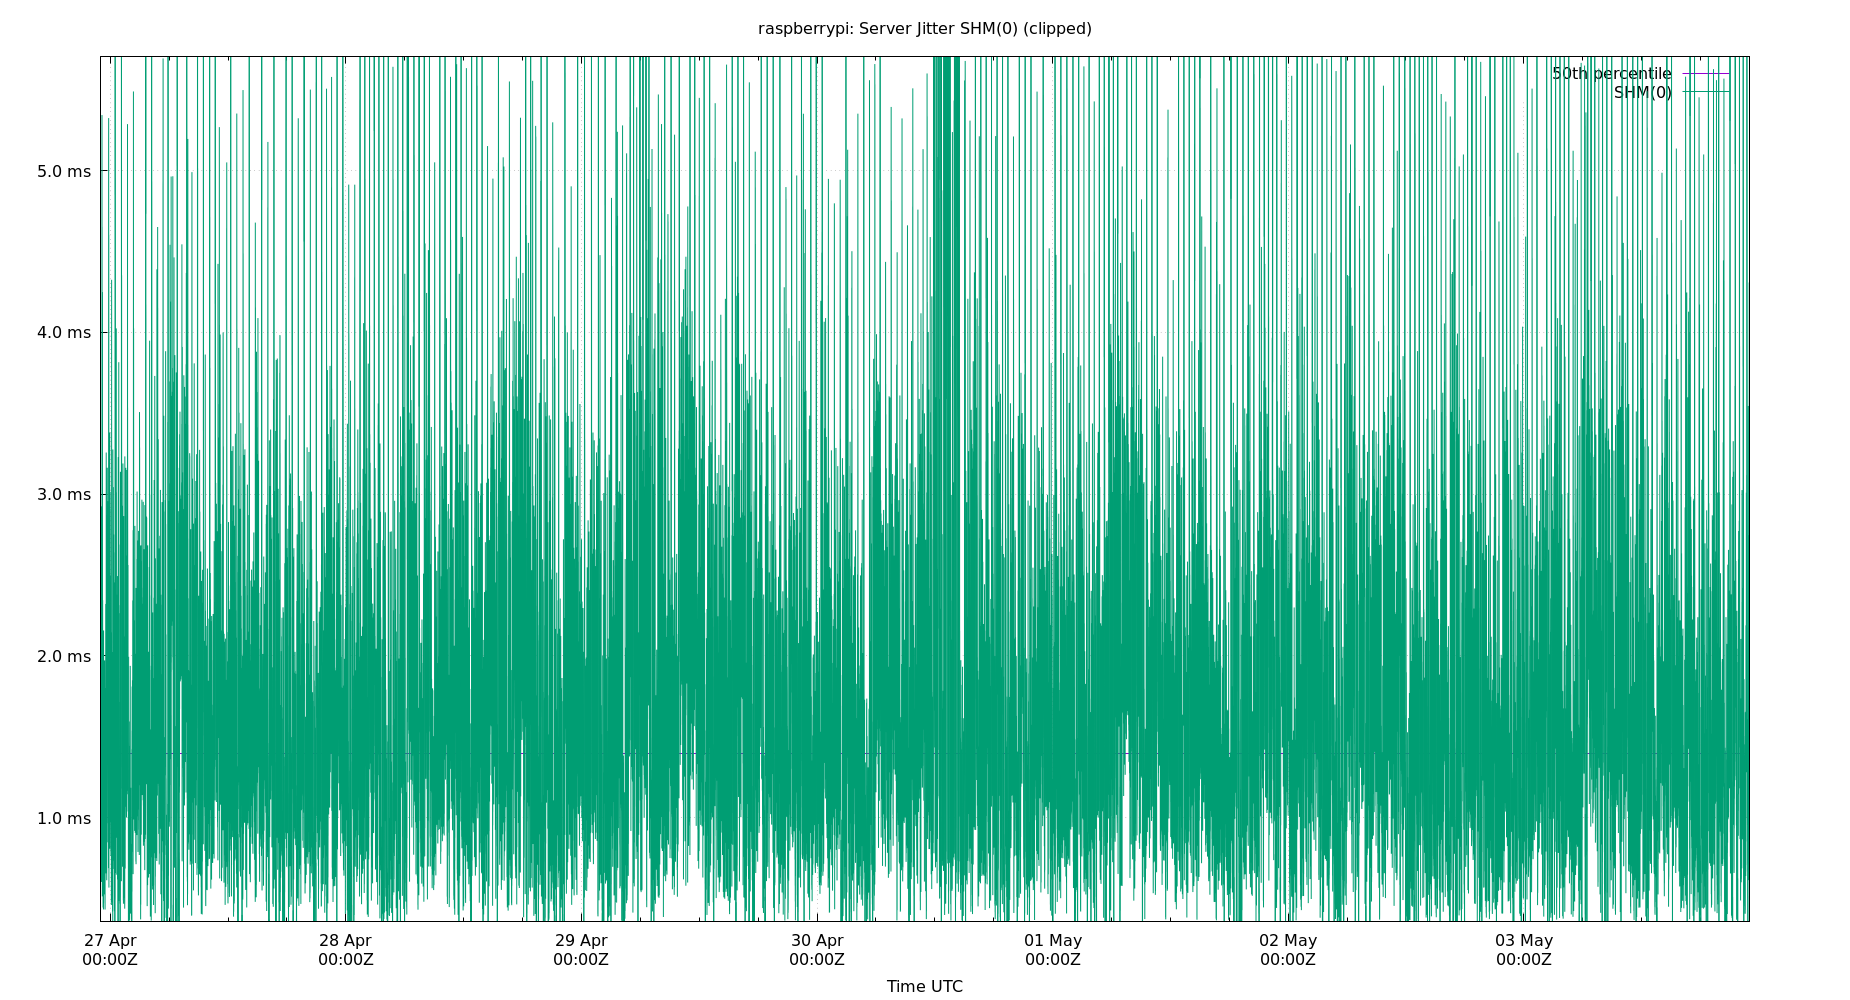 raspberrypi: Server Jitter SHM(0) (clipped)
50th percentile
SHM(0)
5.0 ms
4.0 ms
3.0 ms
2.0 ms
1.0 ms
27 Apr 28 Apr 29 Apr 30 Apr 01 May 02 May 03 May
00:00Z 00:00Z 00:00Z 00:00Z 00:00Z 00:00Z 00:00Z
Time UTC